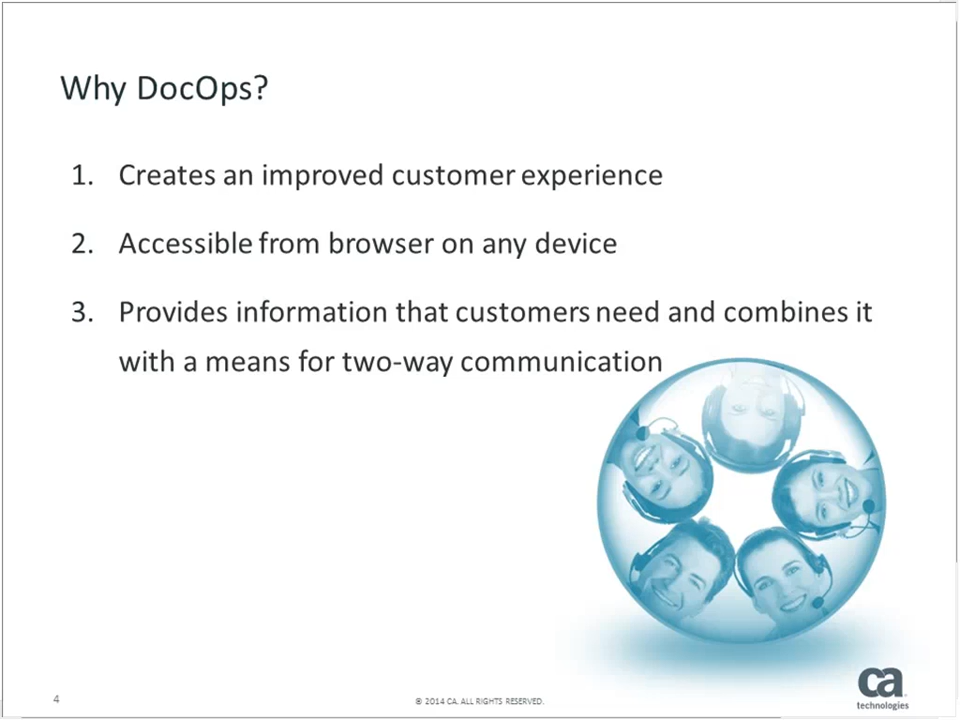 Why DocOps?
1. Creates an improved customer experience
2. Accessible from browser on any device
3. Provides information that customers need and combines it
with a means for two-way communication
4
© 2014 CA. ALL RIGHTS RESERVED.
ca
technologies